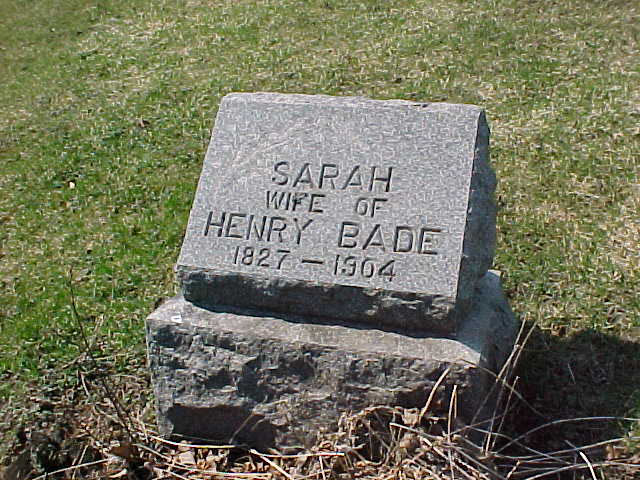 SARAH
WIFE OF
HENRY BADE
1827 - 1904